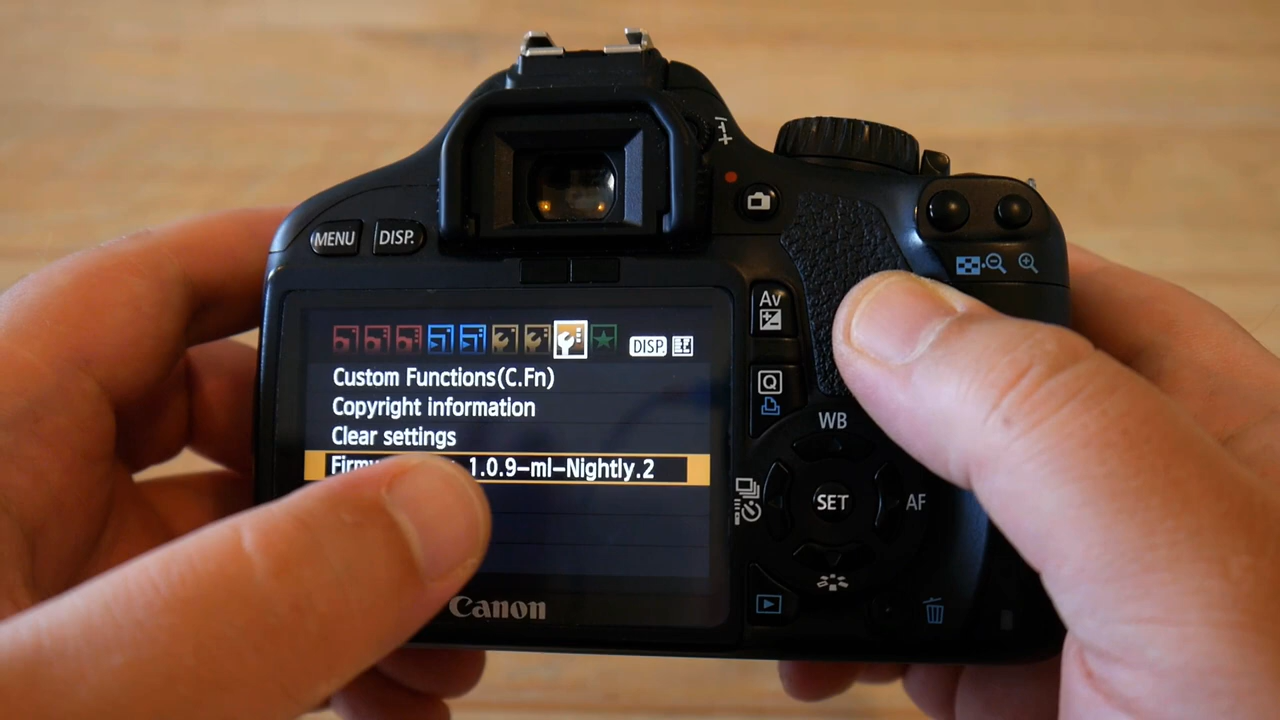 MENU
DISP.
Av
DISP.
Custom Functions(C.Fn)
Copyright information
Clear settings
1.0.9-ml-Nightly.2
Q
WB
SET
AF
Canon